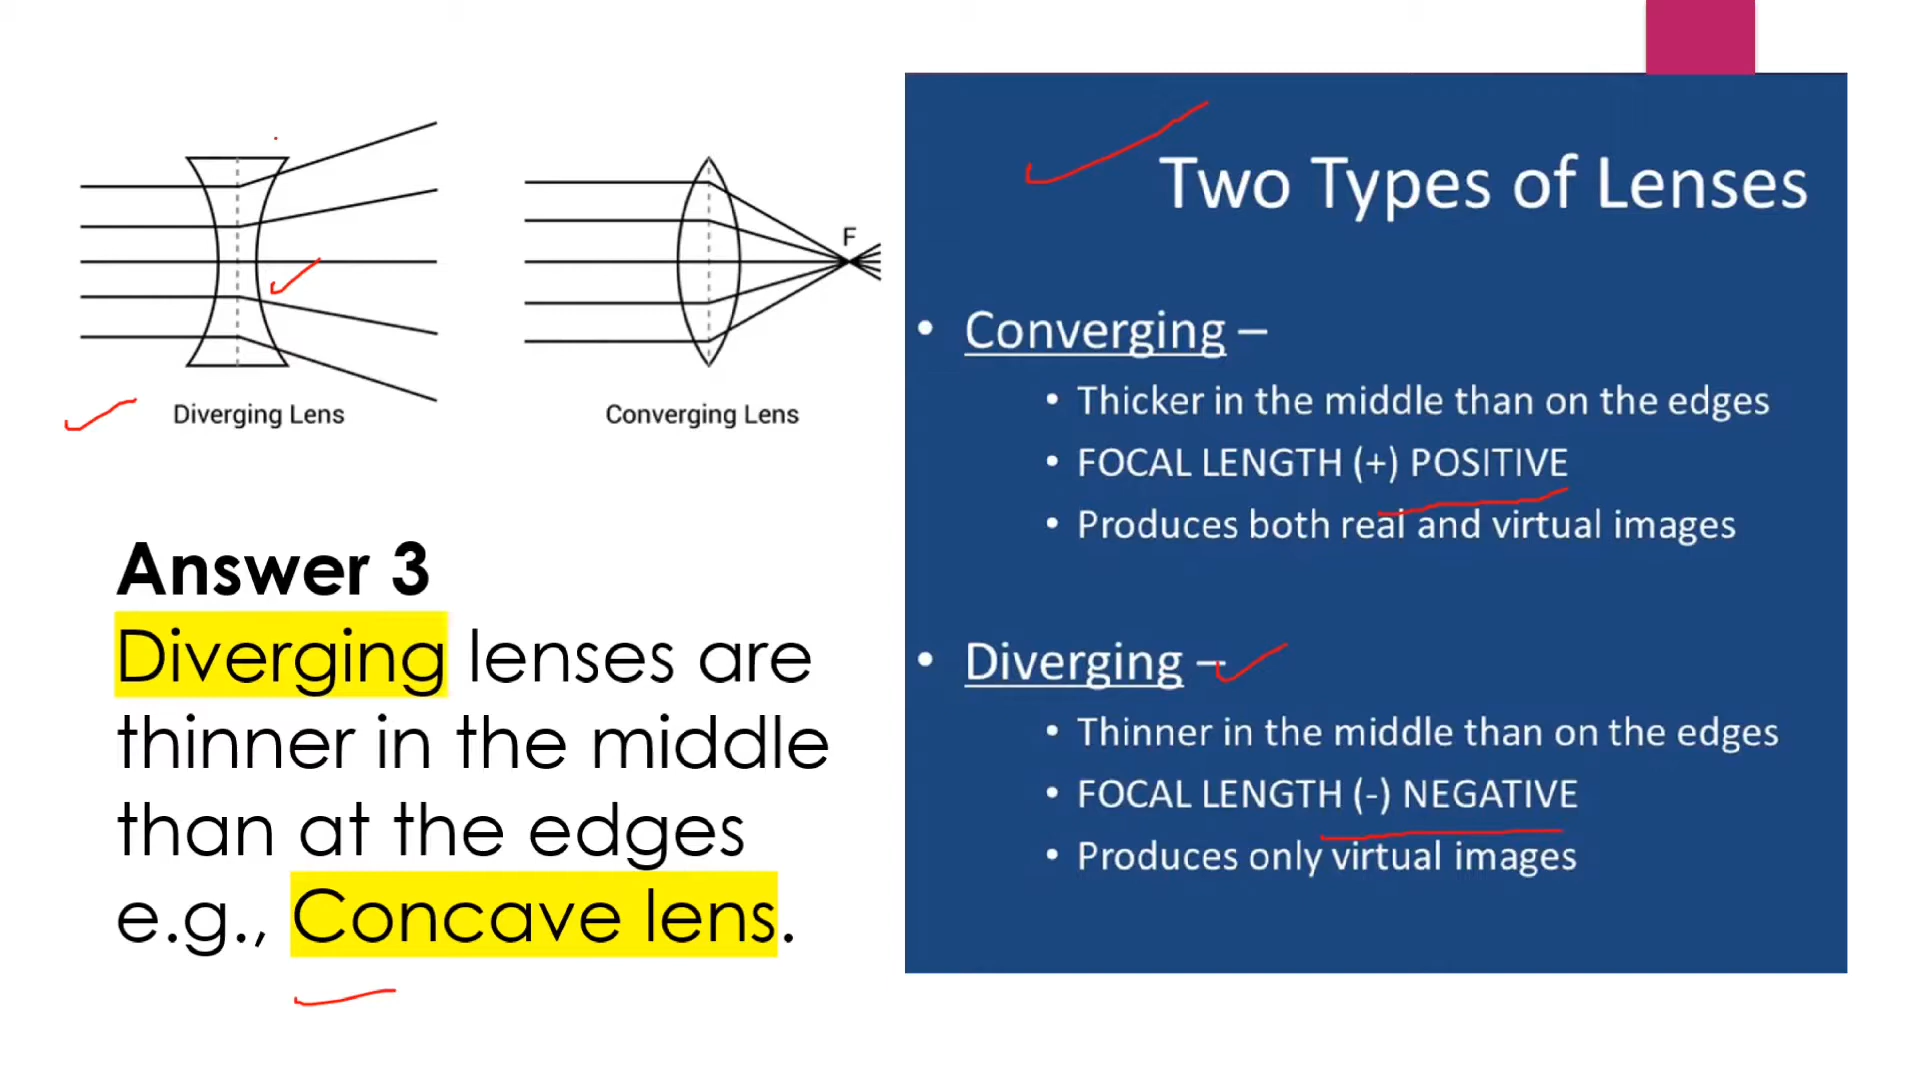 F
Diverging Lens
Converging Lens
Answer 3
Diverging lenses are
thinner in the middle
than at the edges
e.g., Concave lens.
Two Types of Lenses
• Converging –
• Thicker in the middle than on the edges
• FOCAL LENGTH (+) POSITIVE
• Produces both real and virtual images
• Diverging –
• Thinner in the middle than on the edges
• FOCAL LENGTH (-) NEGATIVE
• Produces only virtual images